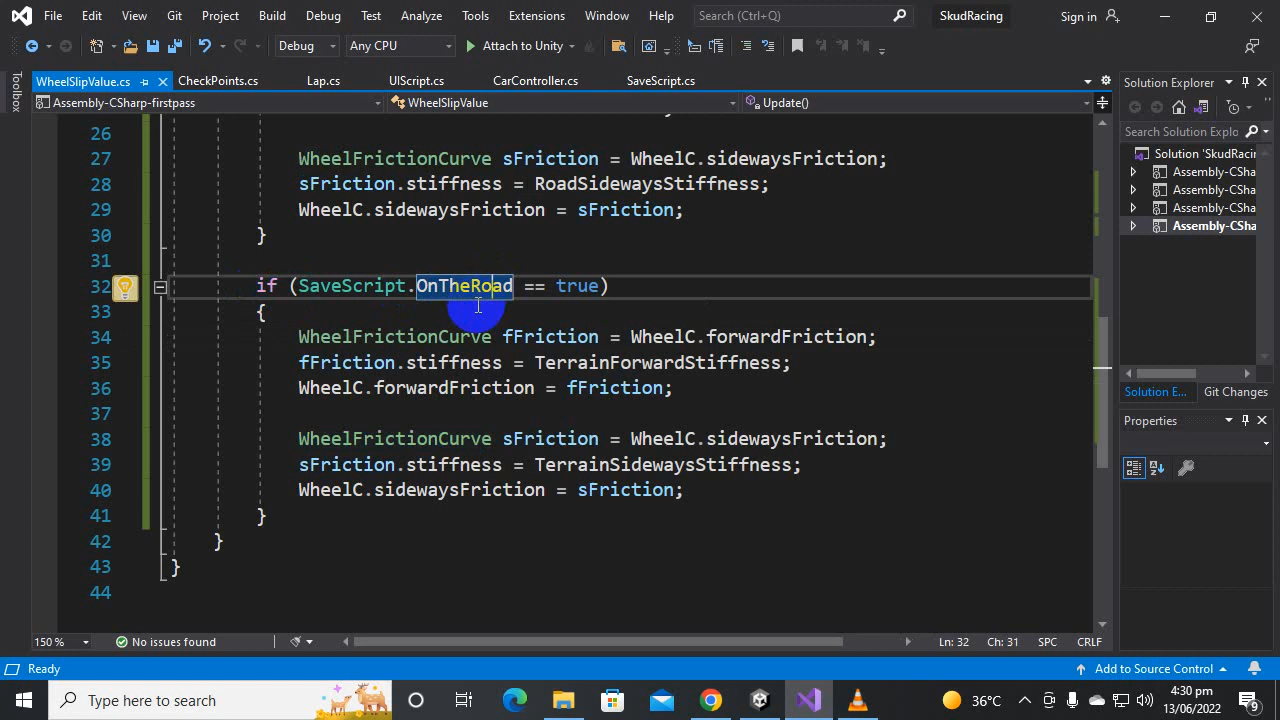 File Edit View Git Project Build Debug Test Analyze Tools Extensions Window Help Search (Ctrl+Q) SkudRacing Sign in
Debug Any CPU Attach to Unity
Toolbox
WheelSlipValue.cs CheckPoints.cs Lap.cs UIScript.cs CarController.cs SaveScript.cs
Assembly-CSharp-firstpass WheelSlipValue Update()
26
27 WheelFrictionCurve sFriction = WheelC.sidewaysFriction;
28 sFriction.stiffness = RoadSidewaysStiffness;
29 WheelC.sidewaysFriction = sFriction;
30 }
31
32 if (SaveScript.OnTheRoad == true)
33 {
34 WheelFrictionCurve fFriction = WheelC.forwardFriction;
35 fFriction.stiffness = TerrainForwardStiffness;
36 WheelC.forwardFriction = fFriction;
37
38 WheelFrictionCurve sFriction = WheelC.sidewaysFriction;
39 sFriction.stiffness = TerrainSidewaysStiffness;
40 WheelC.sidewaysFriction = sFriction;
41 }
42 }
43 }
44
150 % No issues found Ln: 32 Ch: 31 SPC CRLF
Solution Explorer
Search Solution Explo
Solution 'SkudRacing
Assembly-CSha
Assembly-CSha
Assembly-CSha
Assembly-CSha
Solution E... Git Changes
Properties
Ready Add to Source Control
Type here to search 36°C 4:30 pm
13/06/2022 9